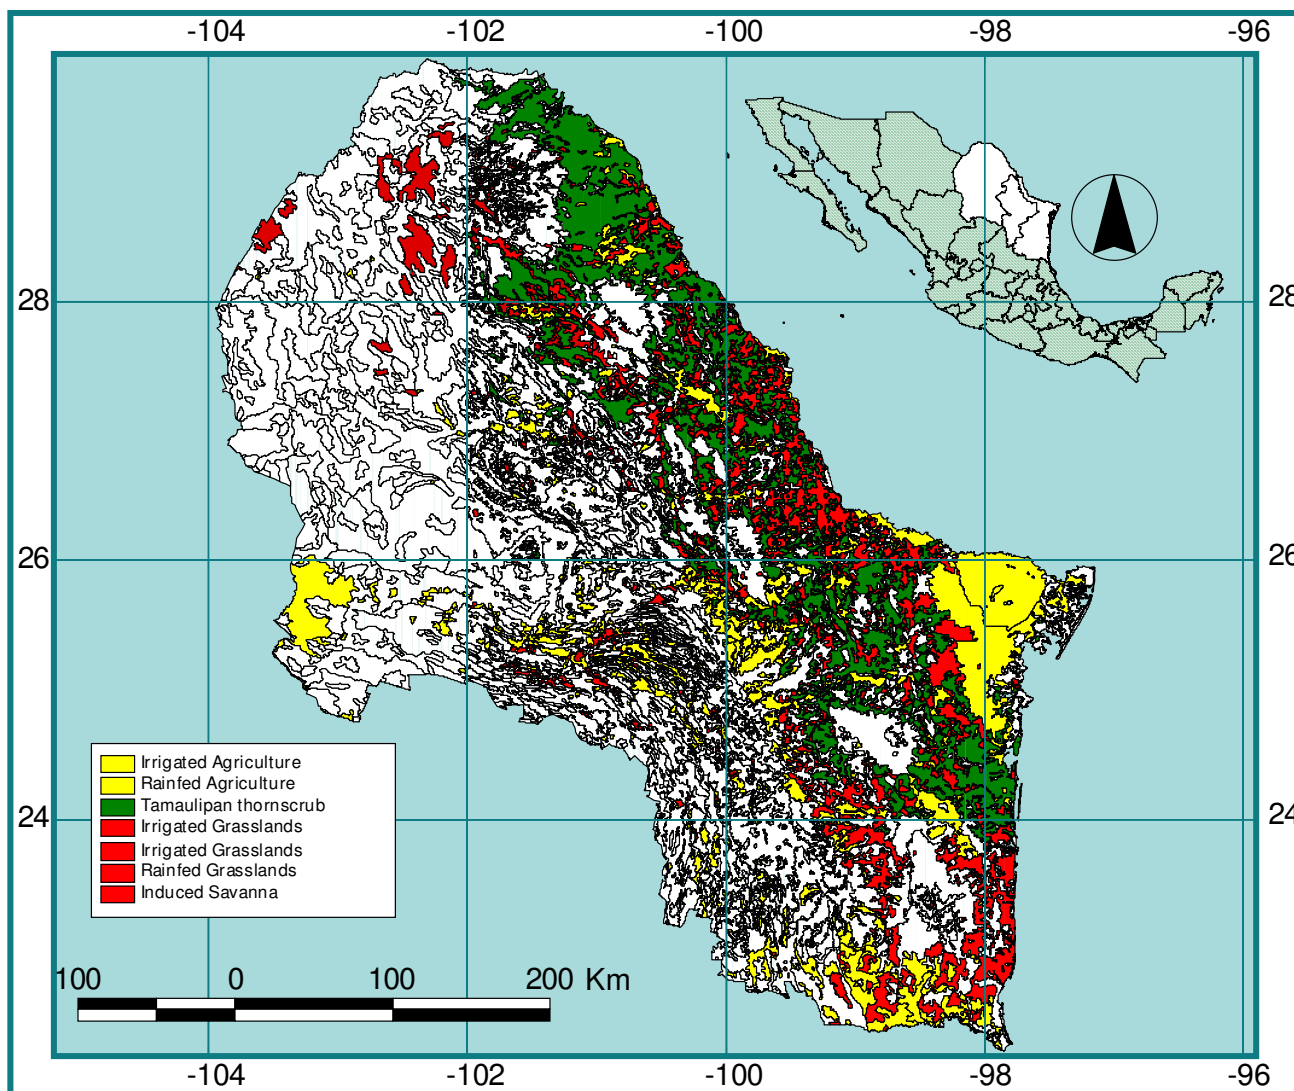 -104 -102 -100 -98 -96
28 28
26 26
Irrigated Agriculture
Rainfed Agriculture
Tamaulipan thornscrub
Irrigated Grasslands
Irrigated Grasslands
Rainfed Grasslands
Induced Savanna
24 24
100 0 100 200 Km
-104 -102 -100 -98 -96